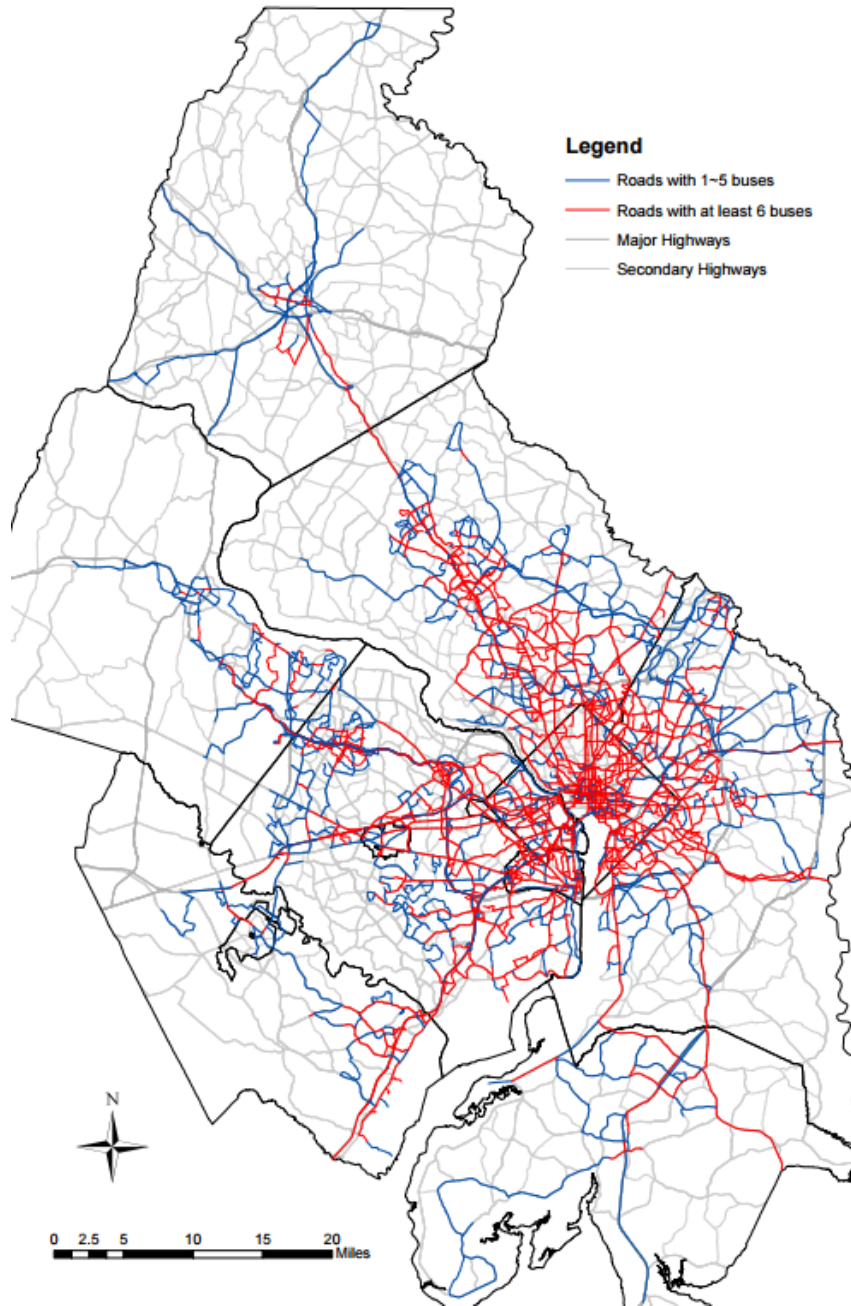 Legend
Roads with 1~5 buses
Roads with at least 6 buses
Major Highways
Secondary Highways
N
0 2.5 5 10 15 20
Miles